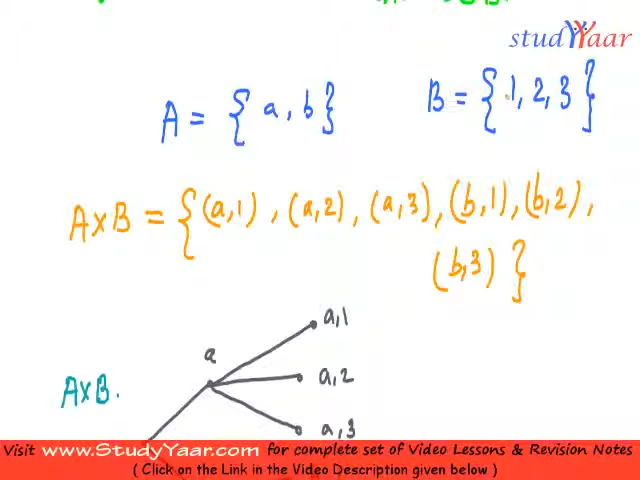 studYYaar
A = { a, b }
B = { 1, 2, 3 }
A×B = { (a,1) , (a,2) , (a,3) , (b,1) , (b,2) ,
(b,3) }
a
a,1
A×B.
a,2
a,3
Visit www.StudyYaar.com for complete set of Video Lessons & Revision Notes
( Click on the Link in the Video Description given below )